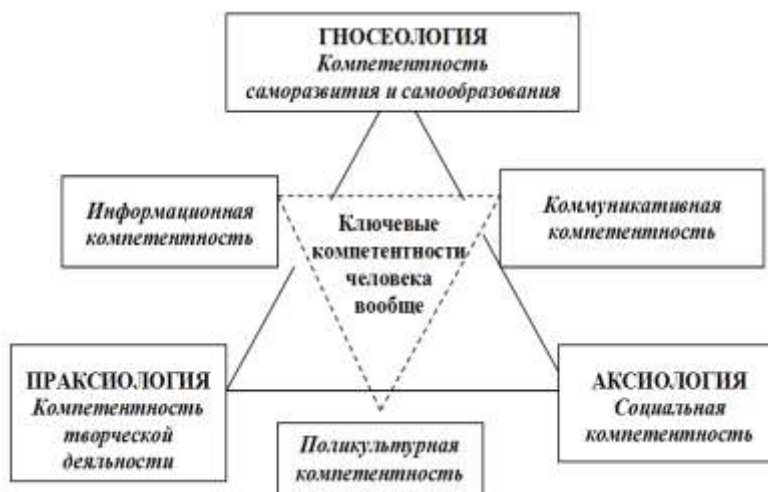 ГНОСЕОЛОГИЯ
Компетентность
саморазвития и самообразования
Информационная
компетентность
Коммуникативная
компетентность
Ключевые
компетентности
человека
вообще
ПРАКСИОЛОГИЯ
Компетентность
творческой
деяльности
АКСИОЛОГИЯ
Социальная
компетентность
Поликультурная
компетентность